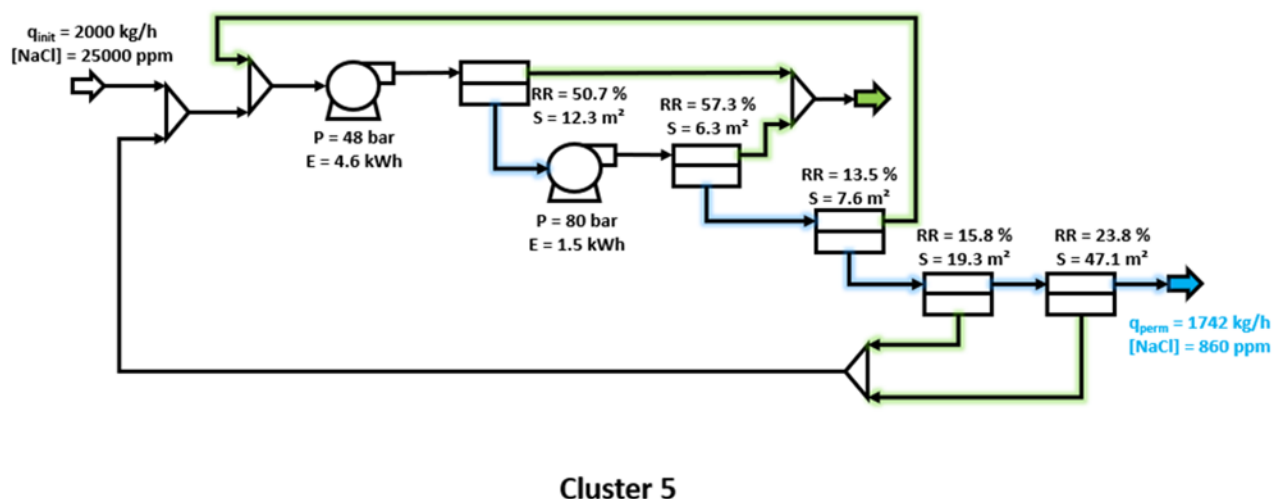 q_init = 2000 kg/h
[NaCl] = 25000 ppm
P = 48 bar
E = 4.6 kWh
RR = 50.7 %
S = 12.3 m²
P = 80 bar
E = 1.5 kWh
RR = 57.3 %
S = 6.3 m²
RR = 13.5 %
S = 7.6 m²
RR = 15.8 %
S = 19.3 m²
RR = 23.8 %
S = 47.1 m²
q_perm = 1742 kg/h
[NaCl] = 860 ppm
Cluster 5